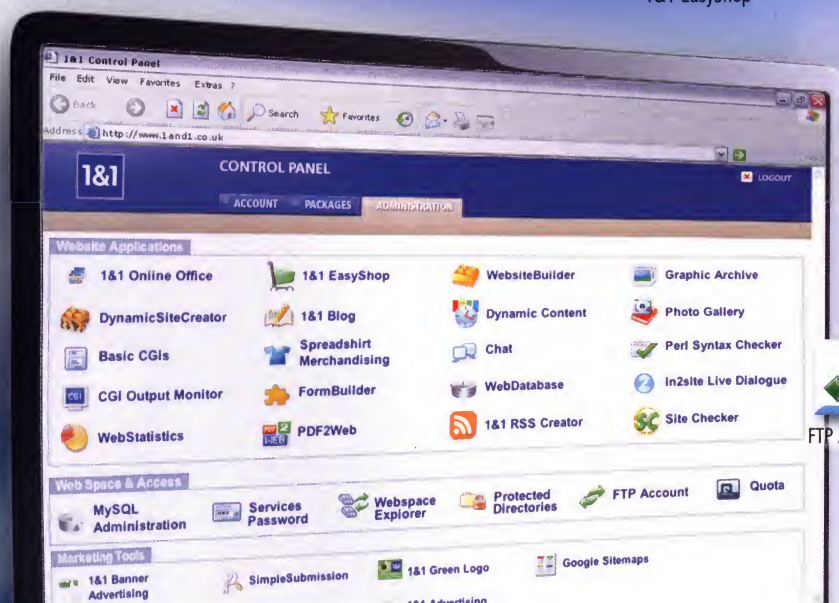 1&1 EasyShop
1&1 Control Panel
File Edit View Favorites Extras ?
Back Search Favorites
Address http://www.1and1.co.uk
1&1
CONTROL PANEL
LOGOUT
ACCOUNT PACKAGES ADMINISTRATION
Website Applications
1&1 Online Office 1&1 EasyShop WebsiteBuilder Graphic Archive
DynamicSiteCreator 1&1 Blog Dynamic Content Photo Gallery
Basic CGIs Spreadshirt Merchandising Chat Perl Syntax Checker
CGI Output Monitor FormBuilder WebDatabase In2site Live Dialogue
WebStatistics PDF2Web 1&1 RSS Creator Site Checker
FTP
Web Space & Access
MySQL Administration Services Password Webspace Explorer Protected Directories FTP Account Quota
Marketing Tools
1&1 Banner Advertising SimpleSubmission 1&1 Green Logo Google Sitemaps